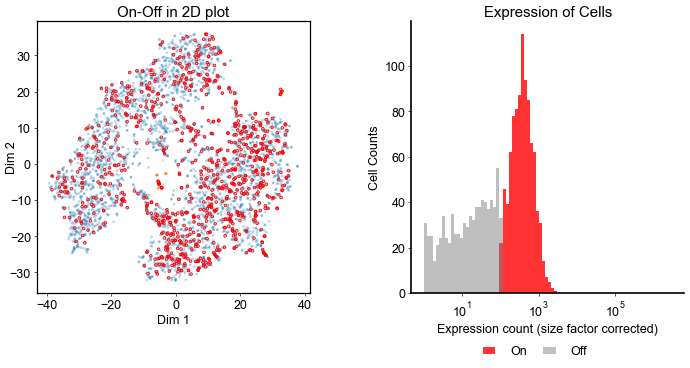 On-Off in 2D plot
30
20
10
0
−10
−20
−30
Dim 2
−40 −20 0 20 40
Dim 1
Expression of Cells
100
80
60
40
20
0
Cell Counts
10¹ 10³ 10⁵
Expression count (size factor corrected)
On Off